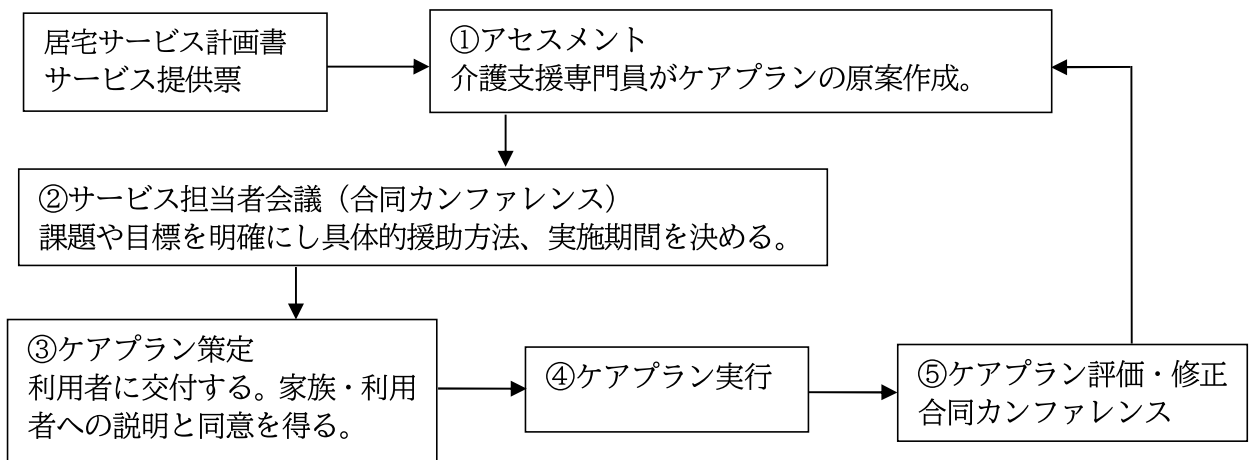 居宅サービス計画書
サービス提供票
①アセスメント
介護支援専門員がケアプランの原案作成。
②サービス担当者会議（合同カンファレンス）
課題や目標を明確にし具体的援助方法、実施期間を決める。
③ケアプラン策定
利用者に交付する。家族・利用
者への説明と同意を得る。
④ケアプラン実行
⑤ケアプラン評価・修正
合同カンファレンス